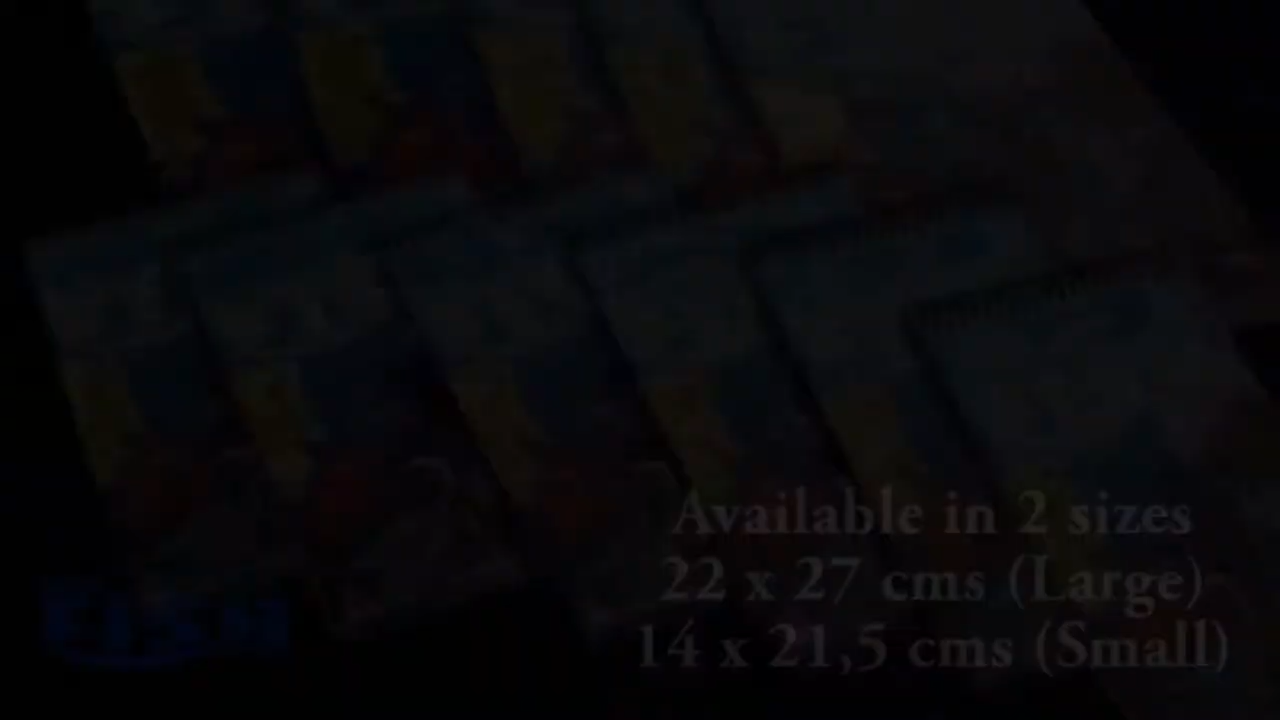 Available in 2 sizes
22 x 27 cms (Large)
14 x 21,5 cms (Small)